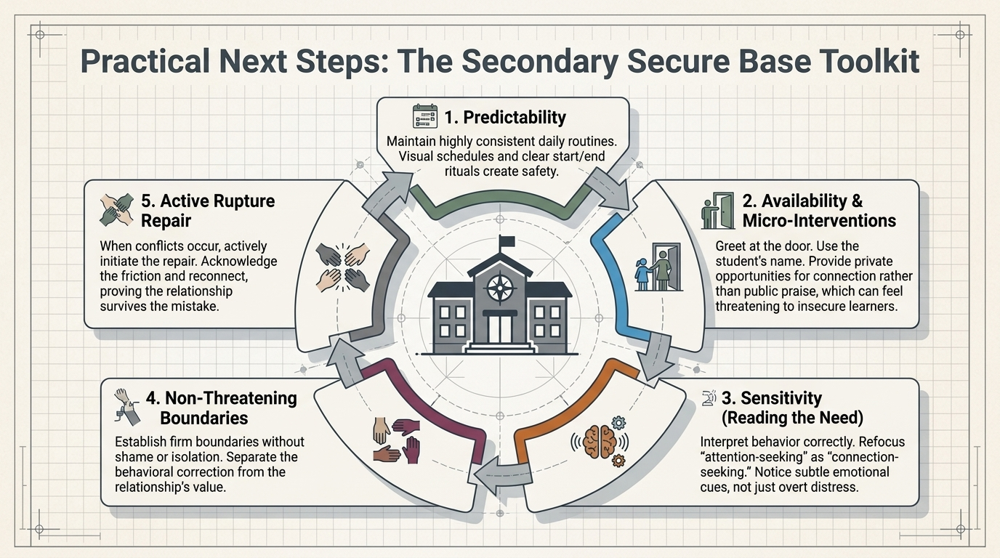 Practical Next Steps: The Secondary Secure Base Toolkit
1. Predictability
Maintain highly consistent daily routines.
Visual schedules and clear start/end
rituals create safety.
2. Availability &
Micro-Interventions
Greet at the door. Use the
student's name. Provide private
opportunities for connection rather
than public praise, which can feel
threatening to insecure learners.
3. Sensitivity
(Reading the Need)
Interpret behavior correctly. Refocus
“attention-seeking” as “connection-
seeking.” Notice subtle emotional
cues, not just overt distress.
4. Non-Threatening
Boundaries
Establish firm boundaries without
shame or isolation. Separate the
behavioral correction from the
relationship’s value.
5. Active Rupture
Repair
When conflicts occur, actively
initiate the repair. Acknowledge
the friction and reconnect,
proving the relationship
survives the mistake.